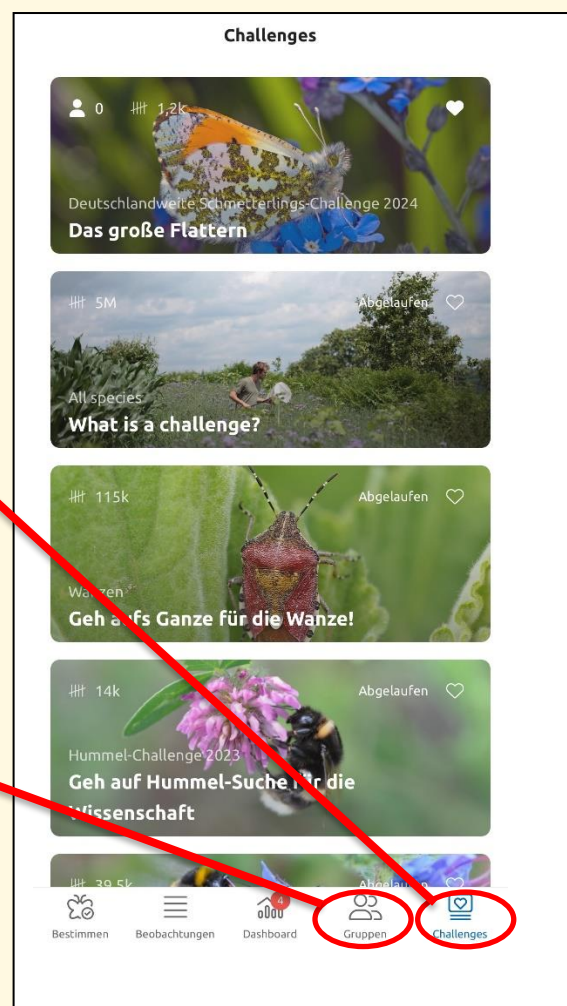 Challenges
0 1.2k
Deutschlandweite Schmetterlings-Challenge 2024
Das große Flattern
5M Abgelaufen
All species
What is a challenge?
115k Abgelaufen
Wanzen
Geh aufs Ganze für die Wanze!
14k Abgelaufen
Hummel-Challenge 2023
Geh auf Hummel-Suche für die
Wissenschaft
39.5k Abgelaufen
4
Bestimmen Beobachtungen Dashboard Gruppen Challenges